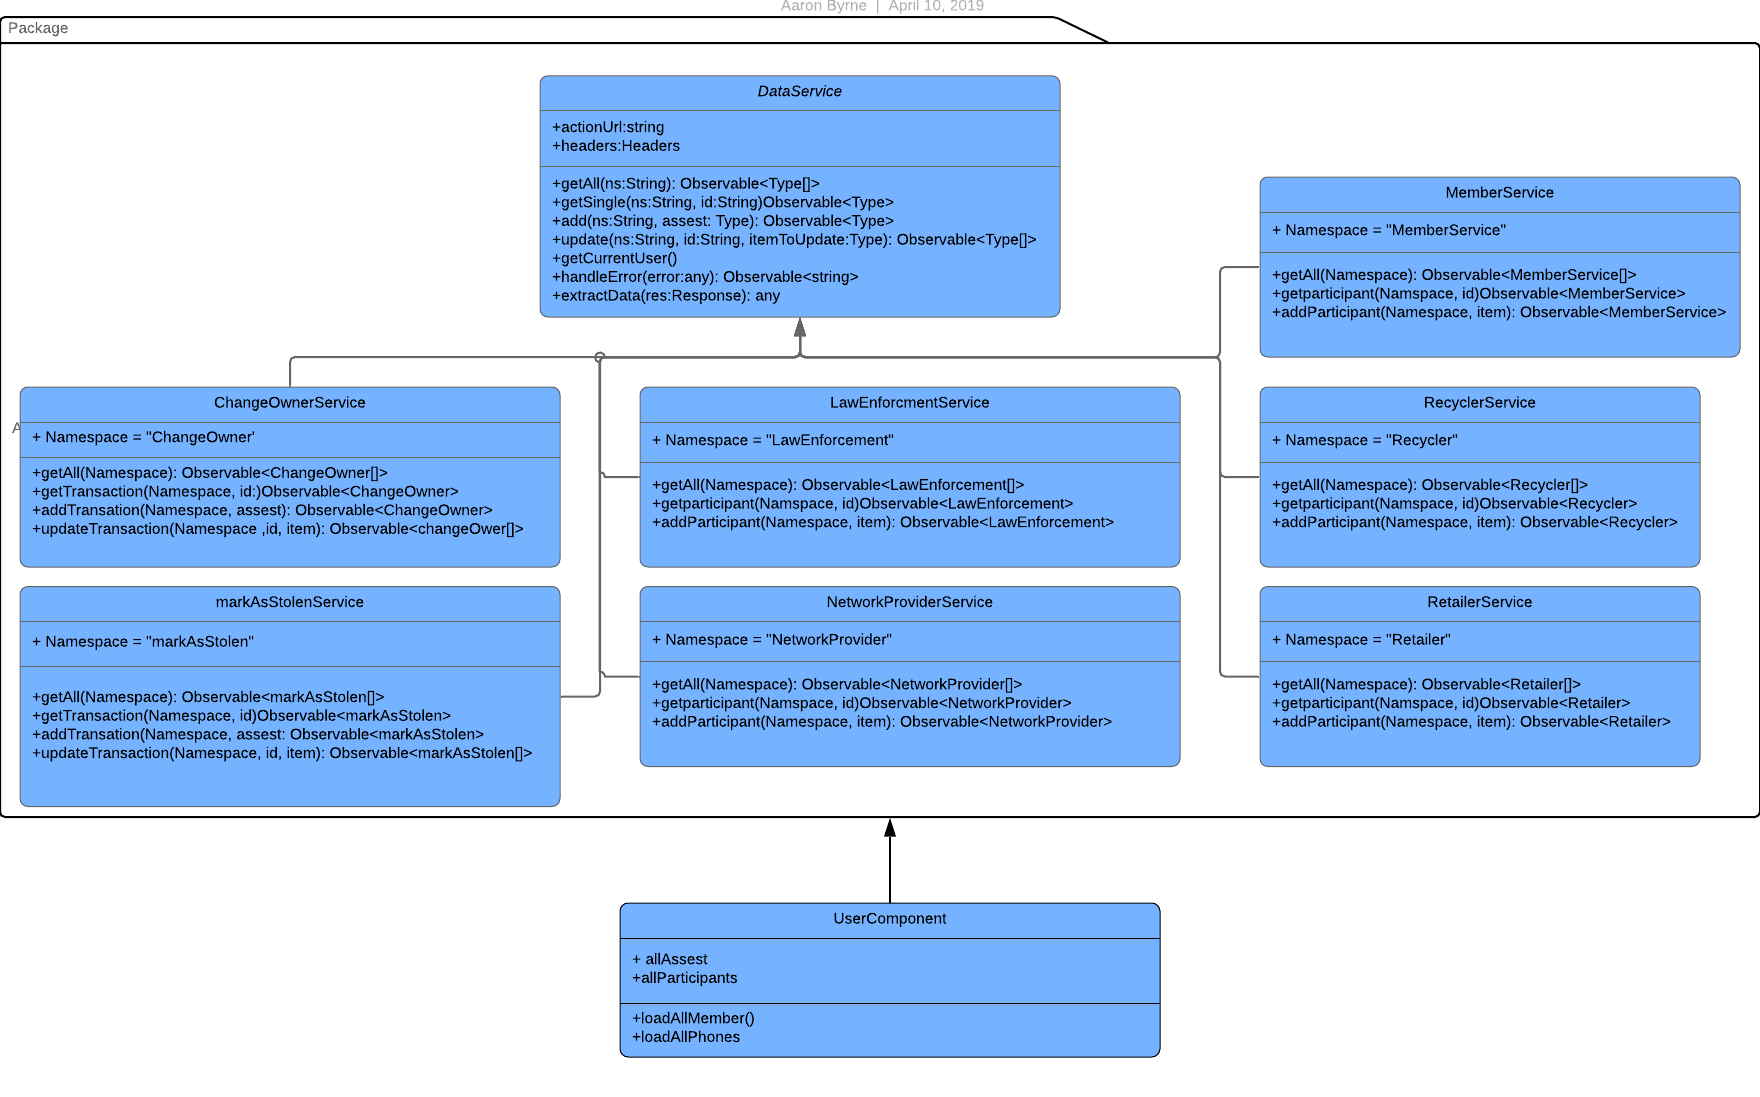 Aaron Byrne | April 10, 2019
Package
DataService
+actionUrl:string
+headers:Headers
+getAll(ns:String): Observable<Type[]>
+getSingle(ns:String, id:String)Observable<Type>
+add(ns:String, assest: Type): Observable<Type>
+update(ns:String, id:String, itemToUpdate:Type): Observable<Type[]>
+getCurrentUser()
+handleError(error:any): Observable<string>
+extractData(res:Response): any
MemberService
+ Namespace = "MemberService"
+getAll(Namespace): Observable<MemberService[]>
+getparticipant(Namspace, id)Observable<MemberService>
+addParticipant(Namespace, item): Observable<MemberService>
ChangeOwnerService
A
+ Namespace = "ChangeOwner'
+getAll(Namespace): Observable<ChangeOwner[]>
+getTransaction(Namespace, id:)Observable<ChangeOwner>
+addTransation(Namespace, assest): Observable<ChangeOwner>
+updateTransaction(Namespace ,id, item): Observable<changeOwer[]>
LawEnforcmentService
+ Namespace = "LawEnforcement"
+getAll(Namespace): Observable<LawEnforcement[]>
+getparticipant(Namspace, id)Observable<LawEnforcement>
+addParticipant(Namespace, item): Observable<LawEnforcement>
RecyclerService
+ Namespace = "Recycler"
+getAll(Namespace): Observable<Recycler[]>
+getparticipant(Namspace, id)Observable<Recycler>
+addParticipant(Namespace, item): Observable<Recycler>
markAsStolenService
+ Namespace = "markAsStolen"
+getAll(Namespace): Observable<markAsStolen[]>
+getTransaction(Namespace, id)Observable<markAsStolen>
+addTransation(Namespace, assest: Observable<markAsStolen>
+updateTransaction(Namespace, id, item): Observable<markAsStolen[]>
NetworkProviderService
+ Namespace = "NetworkProvider"
+getAll(Namespace): Observable<NetworkProvider[]>
+getparticipant(Namspace, id)Observable<NetworkProvider>
+addParticipant(Namespace, item): Observable<NetworkProvider>
RetailerService
+ Namespace = "Retailer"
+getAll(Namespace): Observable<Retailer[]>
+getparticipant(Namspace, id)Observable<Retailer>
+addParticipant(Namespace, item): Observable<Retailer>
UserComponent
+ allAssest
+allParticipants
+loadAllMember()
+loadAllPhones